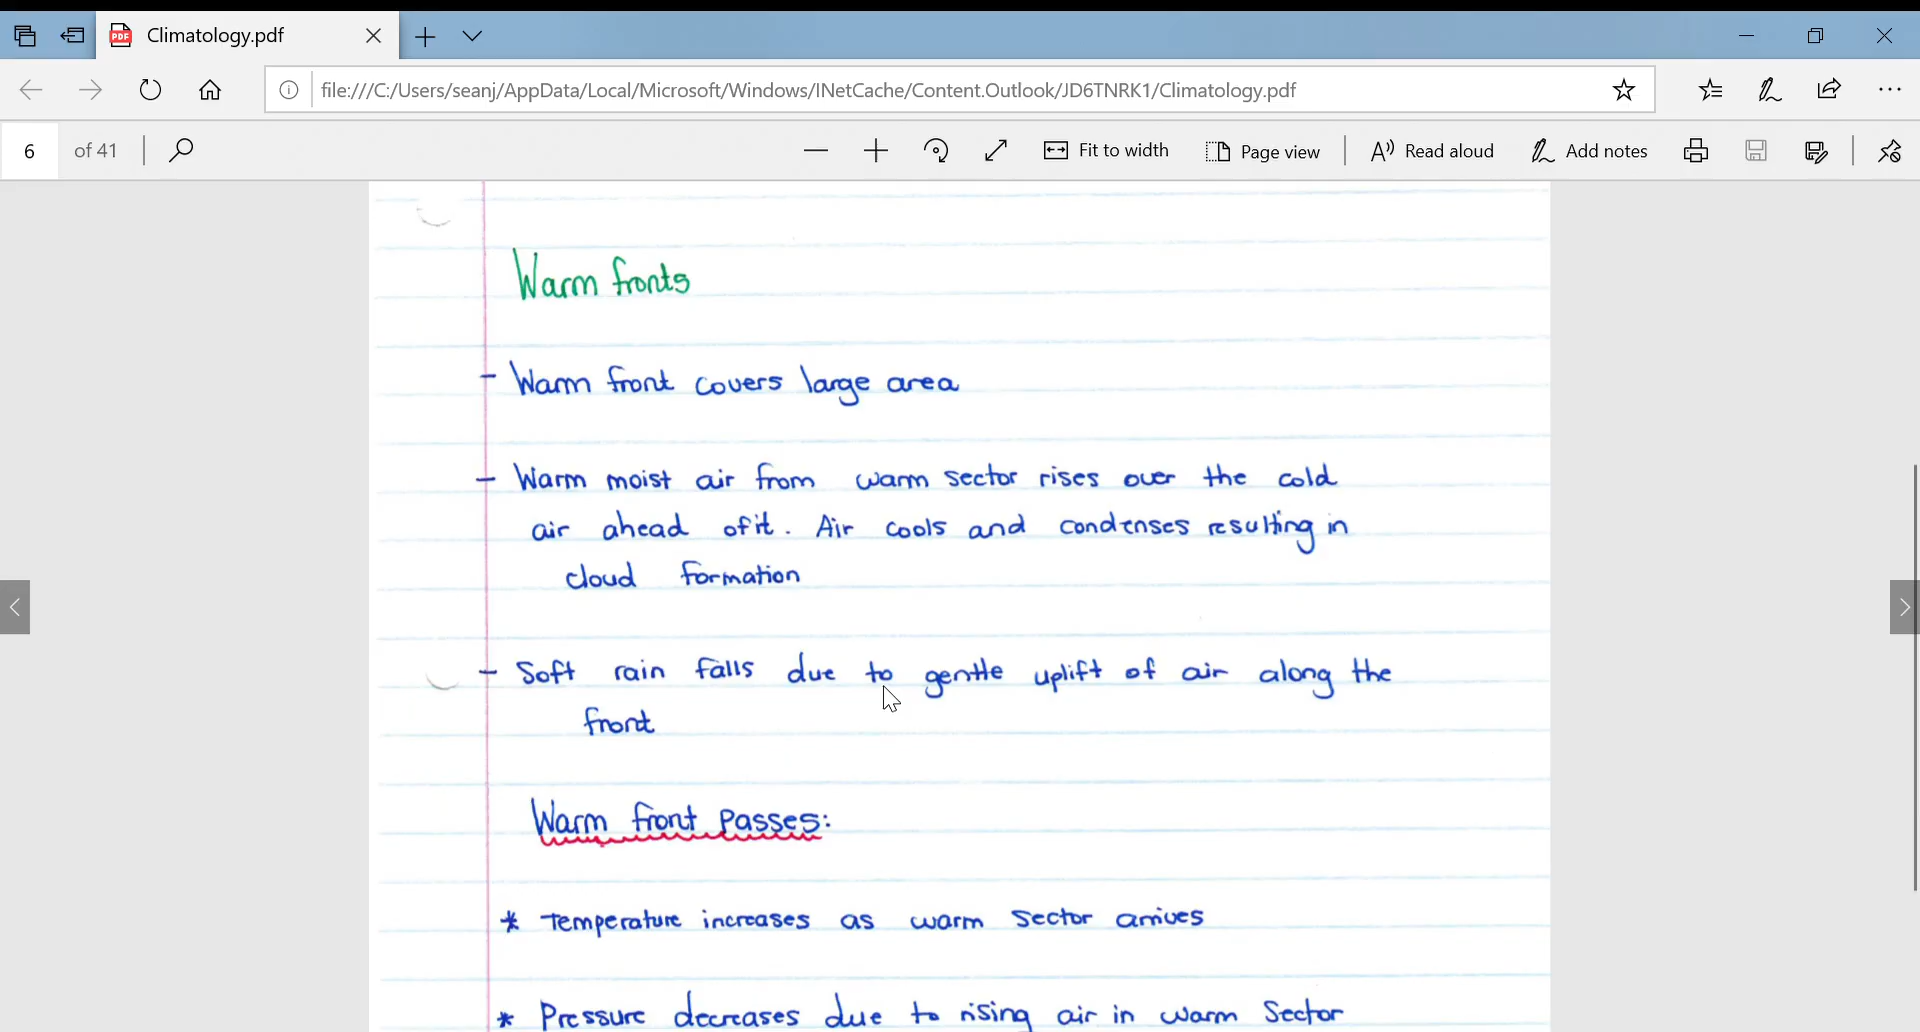 Climatology.pdf
file:///C:/Users/seanj/AppData/Local/Microsoft/Windows/INetCache/Content.Outlook/JD6TNRK1/Climatology.pdf
6 of 41 Fit to width Page view Read aloud Add notes
Warm fronts
- Warm front covers large area
- Warm moist air from warm sector rises over the cold
air ahead of it. Air cools and condenses resulting in
cloud formation
- Soft rain falls due to gentle uplift of air along the
front
Warm front passes:
* Temperature increases as warm sector arrives
* Pressure decreases due to rising air in warm Sector